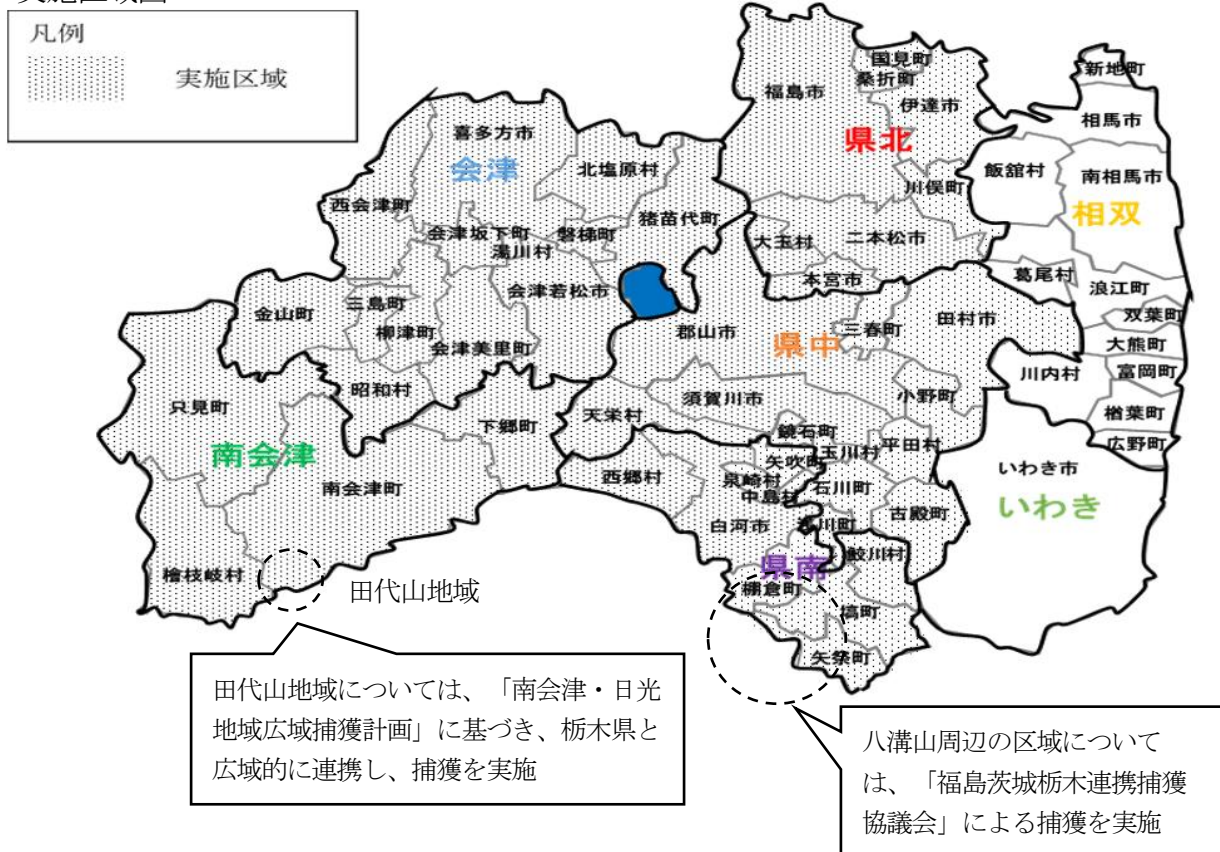 凡例
実施区域
国見町
桑折町
新地町
福島市
伊達市
相馬市
喜多方市
県北
会津
北塩原村
飯舘村
南相馬市
川俣町
西会津町
猪苗代町
相双
会津坂下町
磐梯町
二本松市
大玉村
湯川村
本宮市
葛尾村
会津若松市
浪江町
三島町
金山町
双葉町
田村市
郡山市
三春町
柳津町
県中
大熊町
会津美里町
川内村
富岡町
昭和村
小野町
須賀川市
只見町
天栄村
楢葉町
下郷町
鏡石町
平田村
広野町
玉川村
南会津
矢吹町
いわき市
西郷村
泉崎村
南会津町
石川町
中島村
いわき
古殿町
白河市
鮫川村
県南
檜枝岐村
棚倉町
田代山地域
塙町
矢祭町
田代山地域については、「南会津・日光
地域広域捕獲計画」に基づき、栃木県と
広域的に連携し、捕獲を実施
八溝山周辺の区域について
は、「福島茨城栃木連携捕獲
協議会」による捕獲を実施